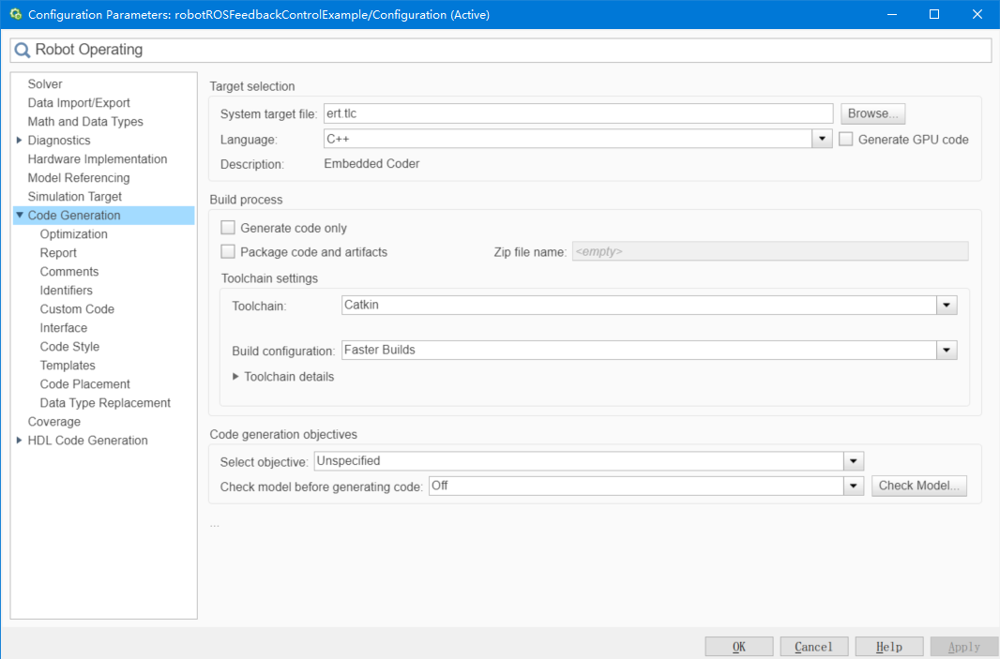 Configuration Parameters: robotROSFeedbackControlExample/Configuration (Active)
Robot Operating
Solver
Data Import/Export
Math and Data Types
Diagnostics
Hardware Implementation
Model Referencing
Simulation Target
Code Generation
Optimization
Report
Comments
Identifiers
Custom Code
Interface
Code Style
Templates
Code Placement
Data Type Replacement
Coverage
HDL Code Generation
Target selection
System target file: ert.tlc Browse...
Language: C++ Generate GPU code
Description: Embedded Coder
Build process
Generate code only
Package code and artifacts Zip file name: <empty>
Toolchain settings
Toolchain: Catkin
Build configuration: Faster Builds
Toolchain details
Code generation objectives
Select objective: Unspecified
Check model before generating code: Off Check Model...
...
OK Cancel Help Apply